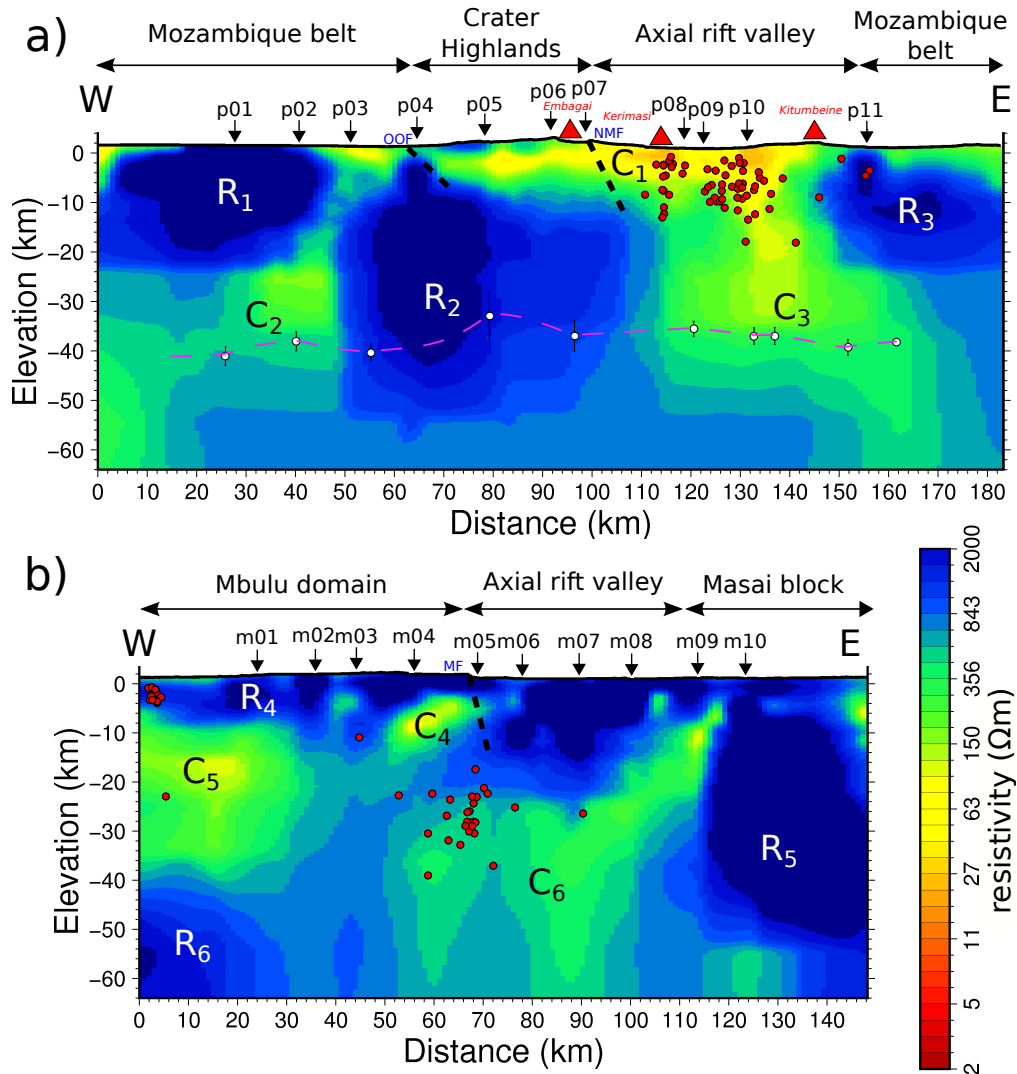 a)
Mozambique belt
Crater
Highlands
Axial rift valley
Mozambique
belt
W
E
p01 p02 p03 p04 p05 p06 p07 p08 p09 p10 p11
Embagai Kerimasi Kitumbeine
OOF NMF
R1 R2 R3
C1 C2 C3
Elevation (km)
0
−10
−20
−30
−40
−50
−60
0 10 20 30 40 50 60 70 80 90 100 110 120 130 140 150 160 170 180
Distance (km)
b)
Mbulu domain Axial rift valley Masai block
W
E
m01 m02 m03 m04 m05 m06 m07 m08 m09 m10
MF
R4 C4
C5
R5
C6
R6
Elevation (km)
0
−10
−20
−30
−40
−50
−60
0 10 20 30 40 50 60 70 80 90 100 110 120 130 140
Distance (km)
2000
843
356
150
63
27
11
5
2
resistivity (Ωm)